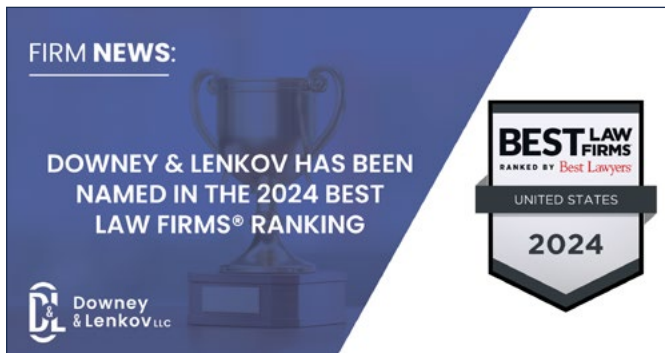 FIRM NEWS:
DOWNEY & LENKOV HAS BEEN
NAMED IN THE 2024 BEST
LAW FIRMS® RANKING
D&L
Downey
& Lenkov LLC
BEST LAW
FIRMS
RANKED BY Best Lawyers
UNITED STATES
2024